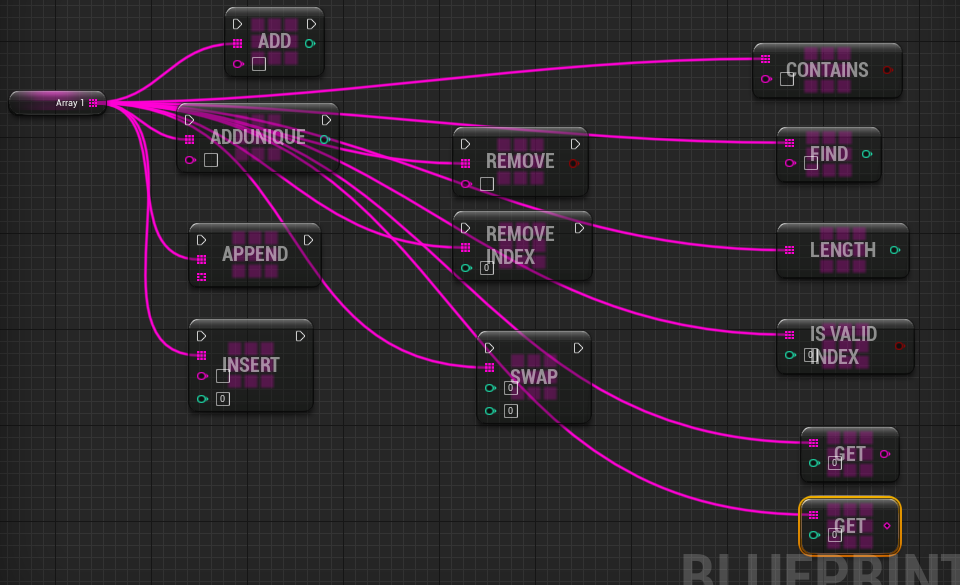 ADD
CONTAINS
Array 1
ADDUNIQUE
REMOVE
FIND
APPEND
REMOVE
INDEX
0
LENGTH
INSERT
0
SWAP
0
0
IS VALID
INDEX
0
GET
0
GET
0
BLUEPRINT